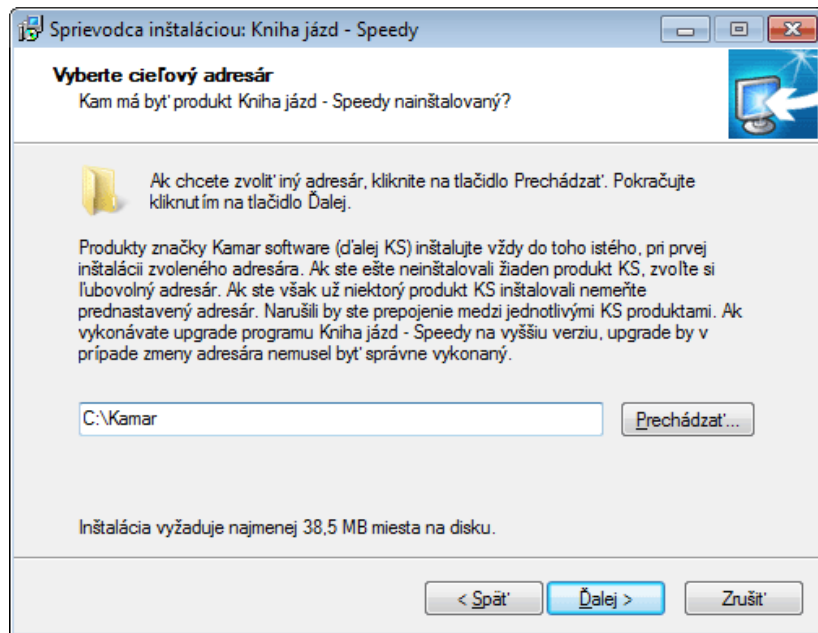 Sprievodca inštaláciou: Kniha jázd - Speedy
Vyberte cieľový adresár
Kam má byť produkt Kniha jázd - Speedy nainštalovaný?
Ak chcete zvoliť iný adresár, kliknite na tlačidlo Prechádzať. Pokračujte
kliknutím na tlačidlo Ďalej.
Produkty značky Kamar software (ďalej KS) inštalujte vždy do toho istého, pri prvej
inštalácii zvoleného adresára. Ak ste ešte neinštalovali žiaden produkt KS, zvoľte si
ľubovolný adresár. Ak ste však už niektorý produkt KS inštalovali nemeňte
prednastavený adresár. Narušili by ste prepojenie medzi jednotlivými KS produktami. Ak
vykonávate upgrade programu Kniha jázd - Speedy na vyššiu verziu, upgrade by v
prípade zmeny adresára nemusel byť správne vykonaný.
C:\Kamar
Prechádzať...
Inštalácia vyžaduje najmenej 38,5 MB miesta na disku.
< Späť
Ďalej >
Zrušiť